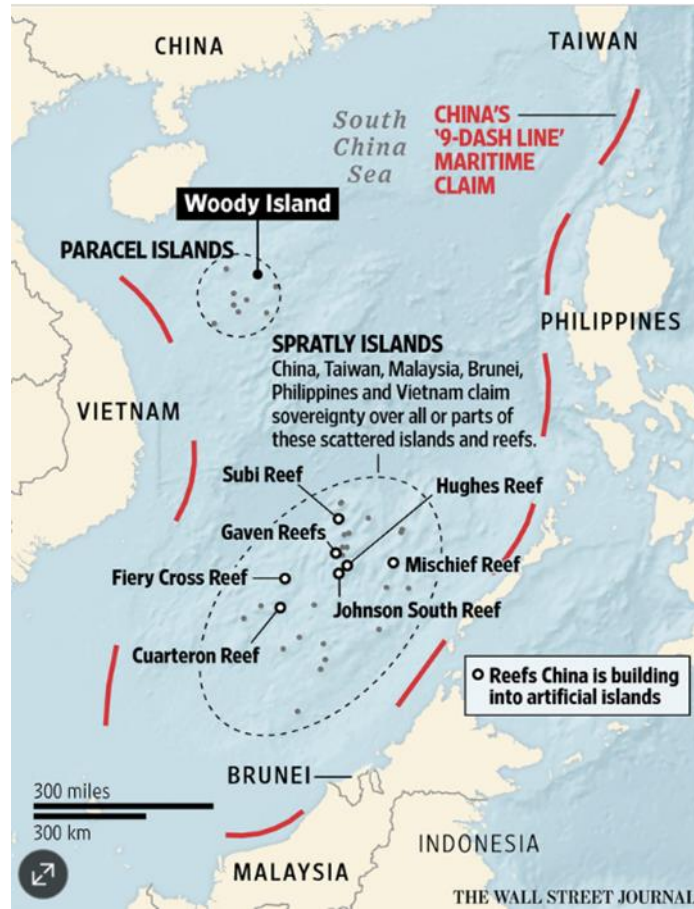 CHINA
TAIWAN
South
China
Sea
CHINA'S
'9-DASH LINE'
MARITIME
CLAIM
Woody Island
PARACEL ISLANDS
PHILIPPINES
SPRATLY ISLANDS
China, Taiwan, Malaysia, Brunei,
Philippines and Vietnam claim
sovereignty over all or parts of
these scattered islands and reefs.
VIETNAM
Subi Reef
Hughes Reef
Gaven Reefs
Mischief Reef
Fiery Cross Reef
Johnson South Reef
Cuarteron Reef
Reefs China is building
into artificial islands
BRUNEI
300 miles
300 km
INDONESIA
MALAYSIA
THE WALL STREET JOURNAL